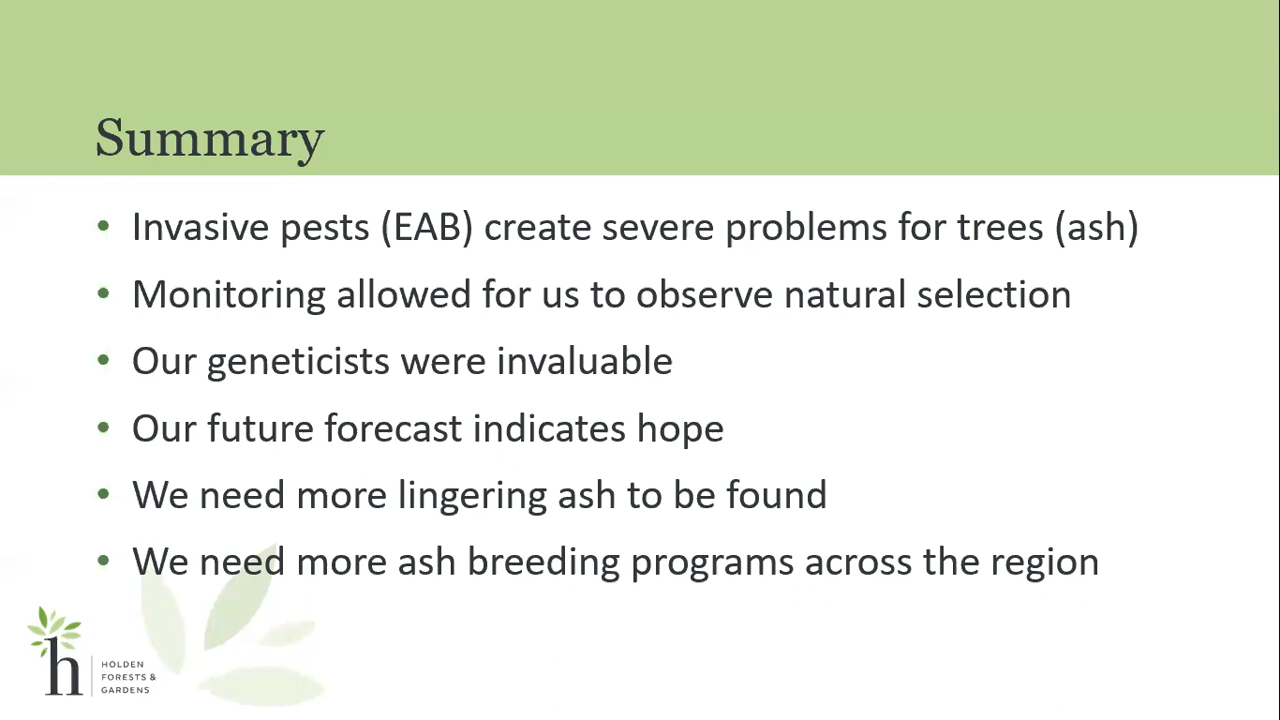 Summary
• Invasive pests (EAB) create severe problems for trees (ash)
• Monitoring allowed for us to observe natural selection
• Our geneticists were invaluable
• Our future forecast indicates hope
• We need more lingering ash to be found
• We need more ash breeding programs across the region
h
HOLDEN
FORESTS &
GARDENS